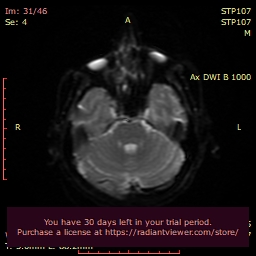 Im: 31/46
Se: 4
STP107
STP107
M
A
Ax DWI B 1000
R
L
You have 30 days left in your trial period.
Purchase a license at https://radiantviewer.com/store/